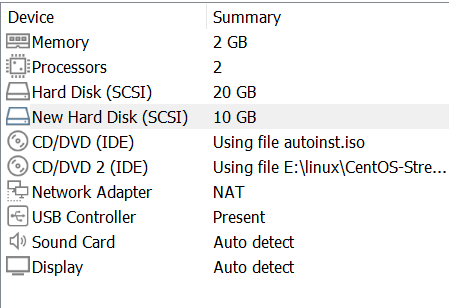 Device Summary
Memory 2 GB
Processors 2
Hard Disk (SCSI) 20 GB
New Hard Disk (SCSI) 10 GB
CD/DVD (IDE) Using file autoinst.iso
CD/DVD 2 (IDE) Using file E:\linux\CentOS-Stre...
Network Adapter NAT
USB Controller Present
Sound Card Auto detect
Display Auto detect